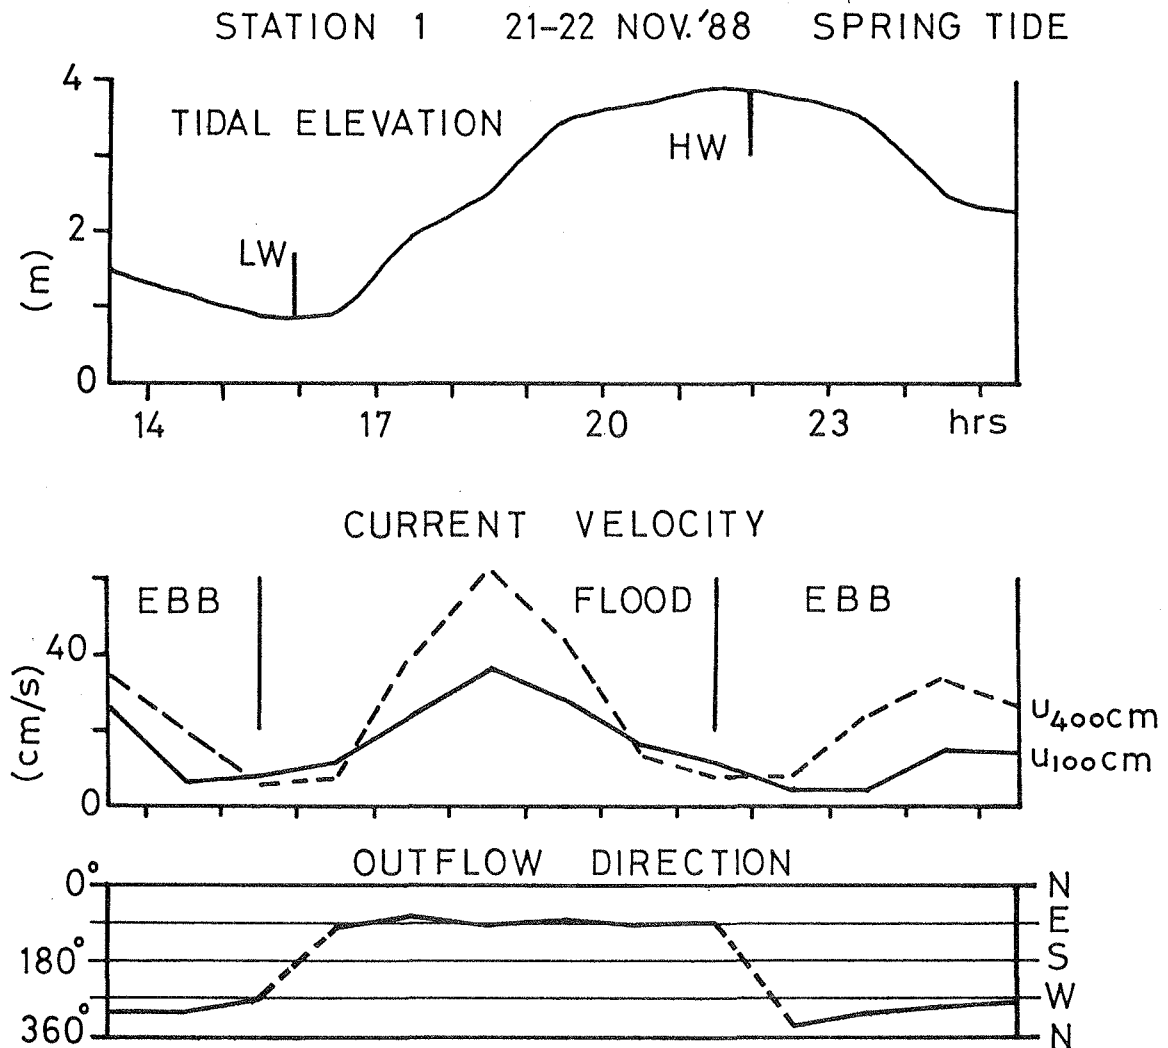 STATION 1 21-22 NOV.'88 SPRING TIDE
4
TIDAL ELEVATION
HW
2
LW
(m)
0
14 17 20 23 hrs
CURRENT VELOCITY
EBB FLOOD EBB
40
(cm/s)
u400cm
u100cm
0
OUTFLOW DIRECTION
0° N
E
180° S
W
360° N